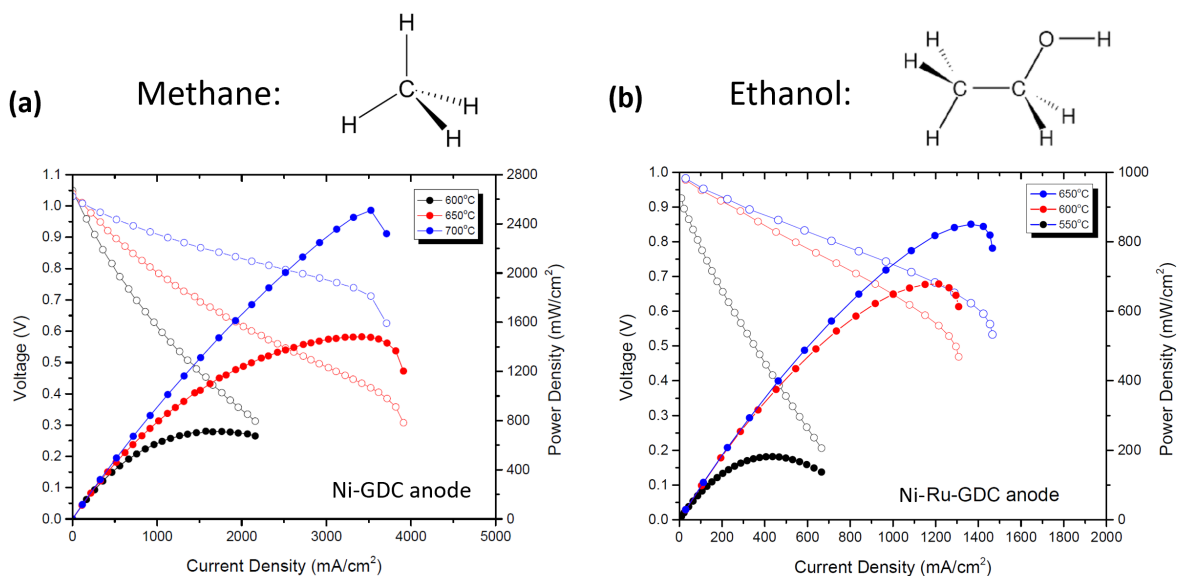 (a)
Methane:
H
C
H
H
H
1.1
1.0
0.9
0.8
0.7
0.6
0.5
0.4
0.3
0.2
0.1
0.0
Voltage (V)
600°C
650°C
700°C
2800
2400
2000
1600
1200
800
400
0
Power Density (mW/cm²)
Ni-GDC anode
0
1000
2000
3000
4000
5000
Current Density (mA/cm²)
(b)
Ethanol:
O
H
H
H
C
C
H
H
H
1.0
0.9
0.8
0.7
0.6
0.5
0.4
0.3
0.2
0.1
0.0
Voltage (V)
650°C
600°C
550°C
1000
800
600
400
200
0
Power Density (mW/cm²)
Ni-Ru-GDC anode
0
200
400
600
800
1000
1200
1400
1600
1800
2000
Current Density (mA/cm²)